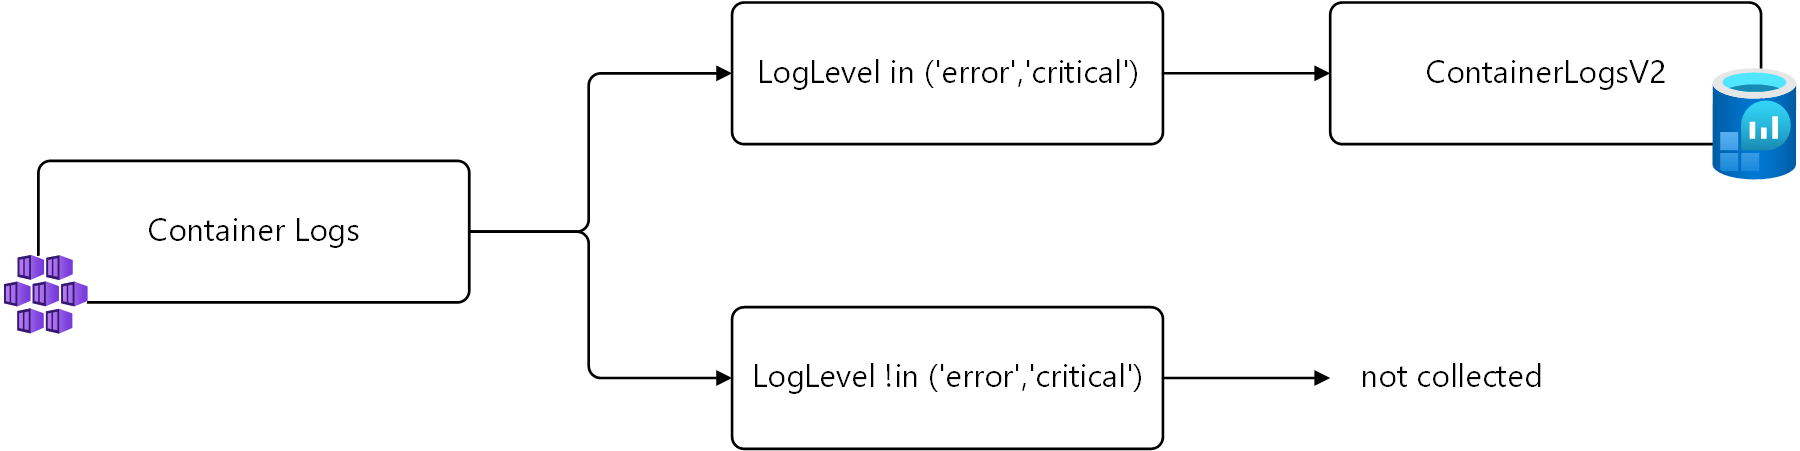 LogLevel in ('error','critical')
ContainerLogsV2
Container Logs
LogLevel !in ('error','critical')
not collected